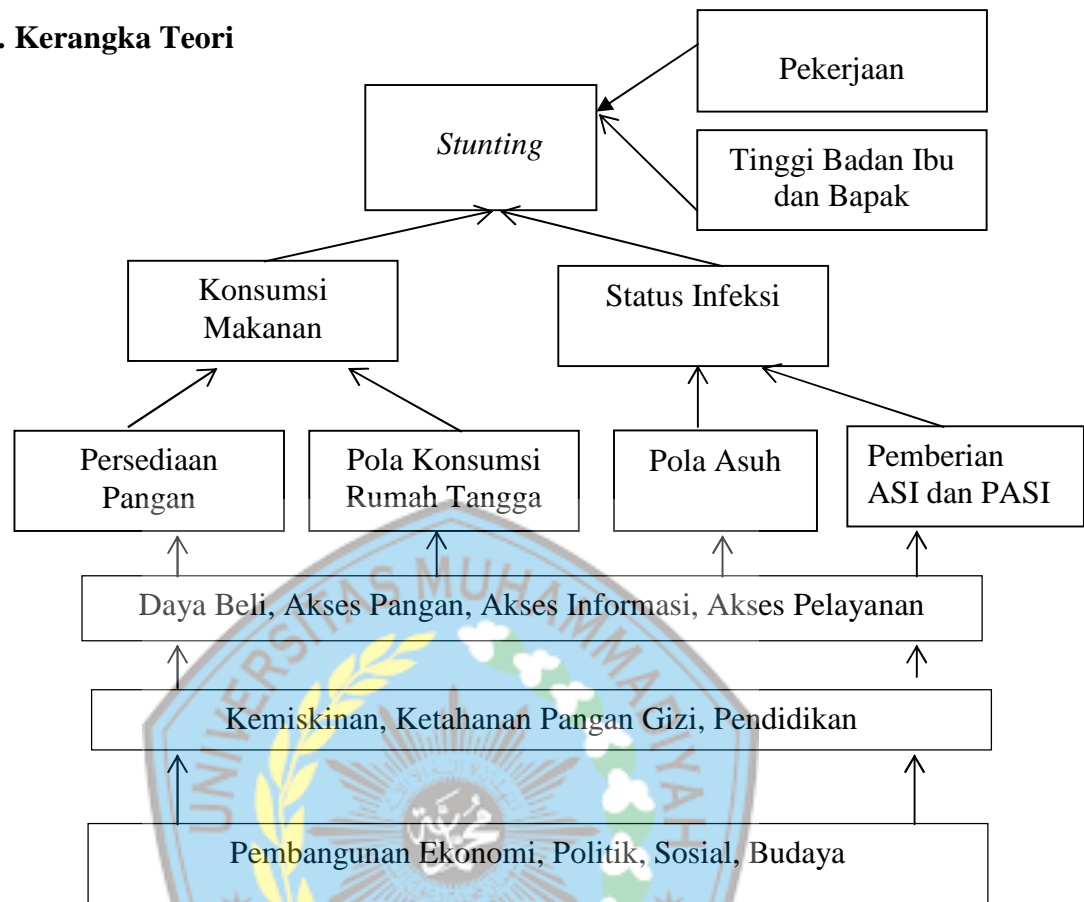 . Kerangka Teori
Pekerjaan
Stunting
Tinggi Badan Ibu
dan Bapak
Konsumsi
Makanan
Status Infeksi
Persediaan
Pangan
Pola Konsumsi
Rumah Tangga
Pola Asuh
Pemberian
ASI dan PASI
Daya Beli, Akses Pangan, Akses Informasi, Akses Pelayanan
Kemiskinan, Ketahanan Pangan Gizi, Pendidikan
Pembangunan Ekonomi, Politik, Sosial, Budaya
UNIVERSITAS MUHAMMADIYAH